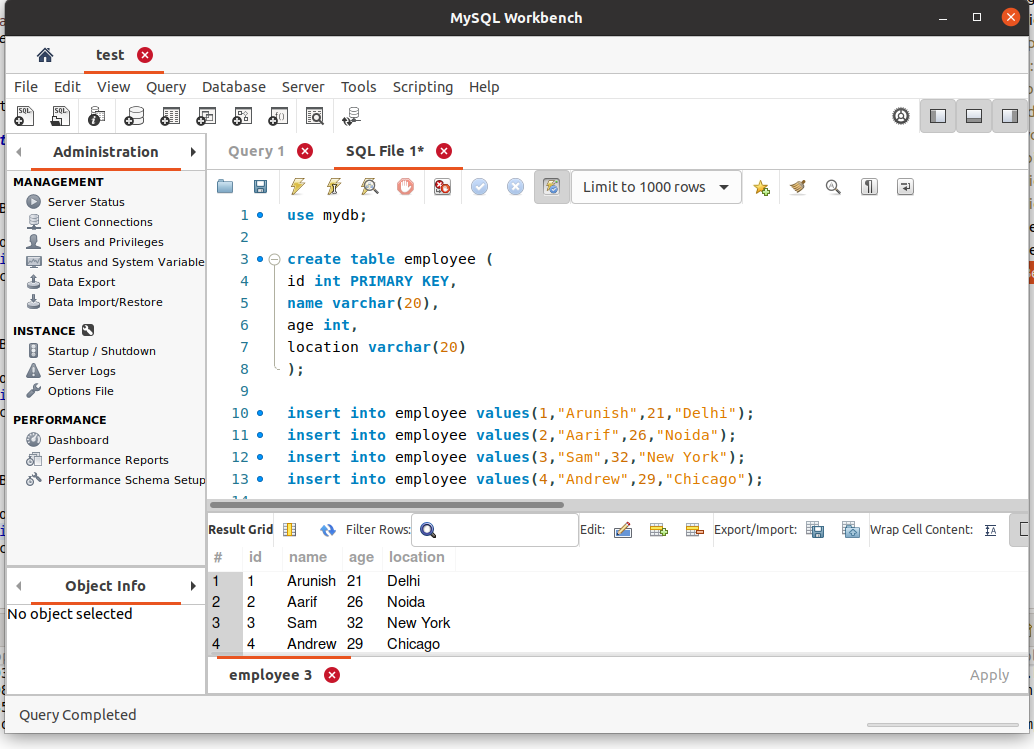 MySQL Workbench
test
File Edit View Query Database Server Tools Scripting Help
Administration
Query 1
SQL File 1*
MANAGEMENT
Server Status
Client Connections
Users and Privileges
Status and System Variable
Data Export
Data Import/Restore
INSTANCE
Startup / Shutdown
Server Logs
Options File
PERFORMANCE
Dashboard
Performance Reports
Performance Schema Setup
Limit to 1000 rows
1 use mydb;
2
3 create table employee (
4 id int PRIMARY KEY,
5 name varchar(20),
6 age int,
7 location varchar(20)
8 );
9
10 insert into employee values(1,"Arunish",21,"Delhi");
11 insert into employee values(2,"Aarif",26,"Noida");
12 insert into employee values(3,"Sam",32,"New York");
13 insert into employee values(4,"Andrew",29,"Chicago");
Result Grid Filter Rows: Edit: Export/Import: Wrap Cell Content: IA
# id name age location
1 1 Arunish 21 Delhi
2 2 Aarif 26 Noida
3 3 Sam 32 New York
4 4 Andrew 29 Chicago
Object Info
No object selected
employee 3
Apply
Query Completed